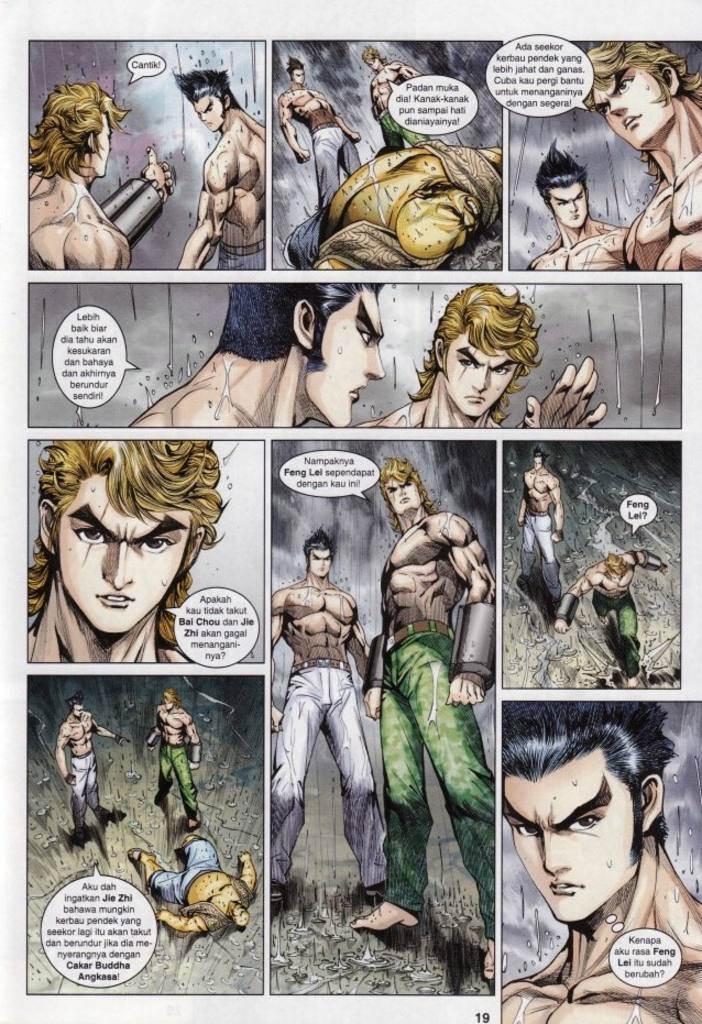 Cantik!
Padan muka
dia! Kanak-kanak
pun sampai hati
dianiayainya!
Ada seekor
kerbau pendek yang
lebih jahat dan ganas.
Cuba kau pergi bantu
untuk menanganinya
dengan segera!
Lebih
baik biar
dia tahu akan
kesukaran
dan bahaya
dan akhirnya
berundur
sendiri!
Apakah
kau tidak takut
Bai Chou dan Jie
Zhi akan gagal
menangani-
nya?
Nampaknya
Feng Lei sependapat
dengan kau ini!
Feng
Lei?
Aku dah
ingatkan Jie Zhi
bahawa mungkin
kerbau pendek yang
seekor lagi itu akan takut
dan berundur jika dia me-
nyerangnya dengan
Cakar Buddha
Angkasa!
Kenapa
aku rasa Feng
Lei itu sudah
berubah?
19